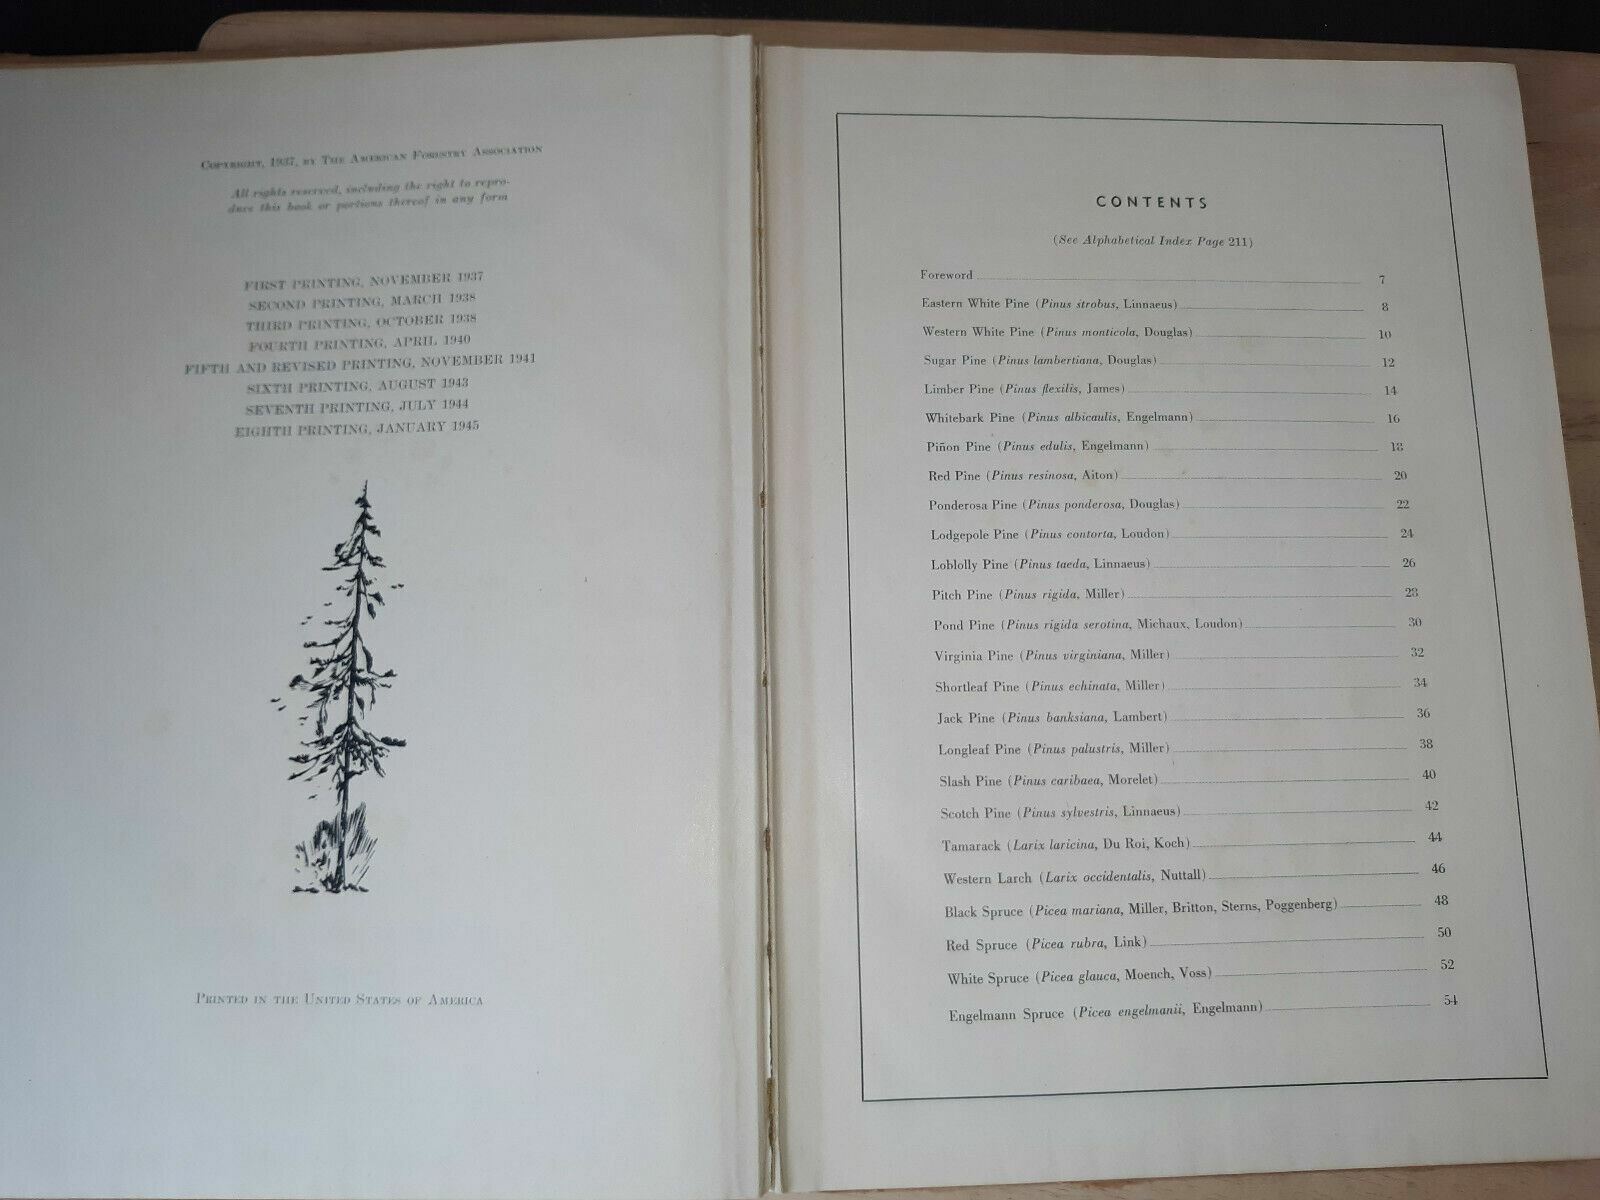 COPYRIGHT, 1937, BY THE AMERICAN FORESTRY ASSOCIATION
All rights reserved, including the right to repro-
duce this book or portions thereof in any form
FIRST PRINTING, NOVEMBER 1937
SECOND PRINTING, MARCH 1938
THIRD PRINTING, OCTOBER 1938
FOURTH PRINTING, APRIL 1940
FIFTH AND REVISED PRINTING, NOVEMBER 1941
SIXTH PRINTING, AUGUST 1943
SEVENTH PRINTING, JULY 1944
EIGHTH PRINTING, JANUARY 1945
PRINTED IN THE UNITED STATES OF AMERICA
CONTENTS
(See Alphabetical Index Page 211)
Foreword 7
Eastern White Pine (Pinus strobus, Linnaeus) 8
Western White Pine (Pinus monticola, Douglas) 10
Sugar Pine (Pinus lambertiana, Douglas) 12
Limber Pine (Pinus flexilis, James) 14
Whitebark Pine (Pinus albicaulis, Engelmann) 16
Piñon Pine (Pinus edulis, Engelmann) 18
Red Pine (Pinus resinosa, Aiton) 20
Ponderosa Pine (Pinus ponderosa, Douglas) 22
Lodgepole Pine (Pinus contorta, Loudon) 24
Loblolly Pine (Pinus taeda, Linnaeus) 26
Pitch Pine (Pinus rigida, Miller) 28
Pond Pine (Pinus rigida serotina, Michaux, Loudon) 30
Virginia Pine (Pinus virginiana, Miller) 32
Shortleaf Pine (Pinus echinata, Miller) 34
Jack Pine (Pinus banksiana, Lambert) 36
Longleaf Pine (Pinus palustris, Miller) 38
Slash Pine (Pinus caribaea, Morelet) 40
Scotch Pine (Pinus sylvestris, Linnaeus) 42
Tamarack (Larix laricina, Du Roi, Koch) 44
Western Larch (Larix occidentalis, Nuttall) 46
Black Spruce (Picea mariana, Miller, Britton, Sterns, Poggenberg) 48
Red Spruce (Picea rubra, Link) 50
White Spruce (Picea glauca, Moench, Voss) 52
Engelmann Spruce (Picea engelmanii, Engelmann) 54